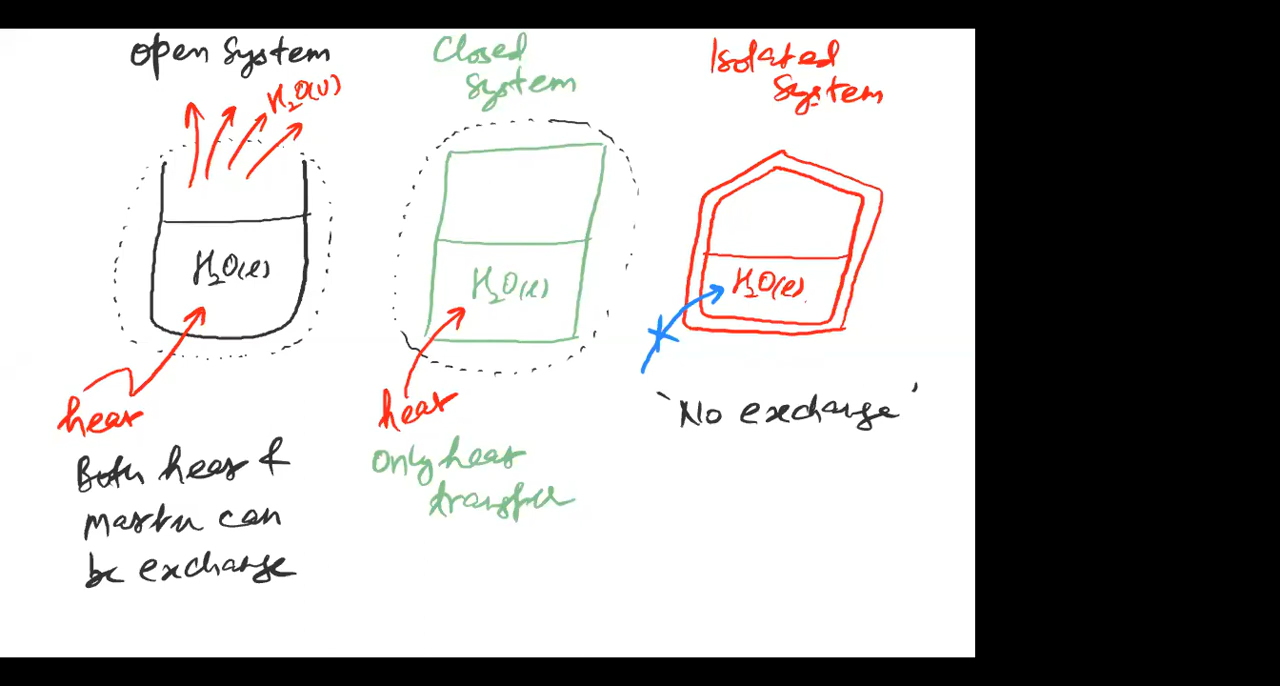 Open System
H₂O(v)
H₂O(l)
heat
Both heat &
Matter can
be exchange
Closed
System
H₂O(l)
heat
Only heat
transfer
Isolated
System
H₂O(l)
`No exchange'